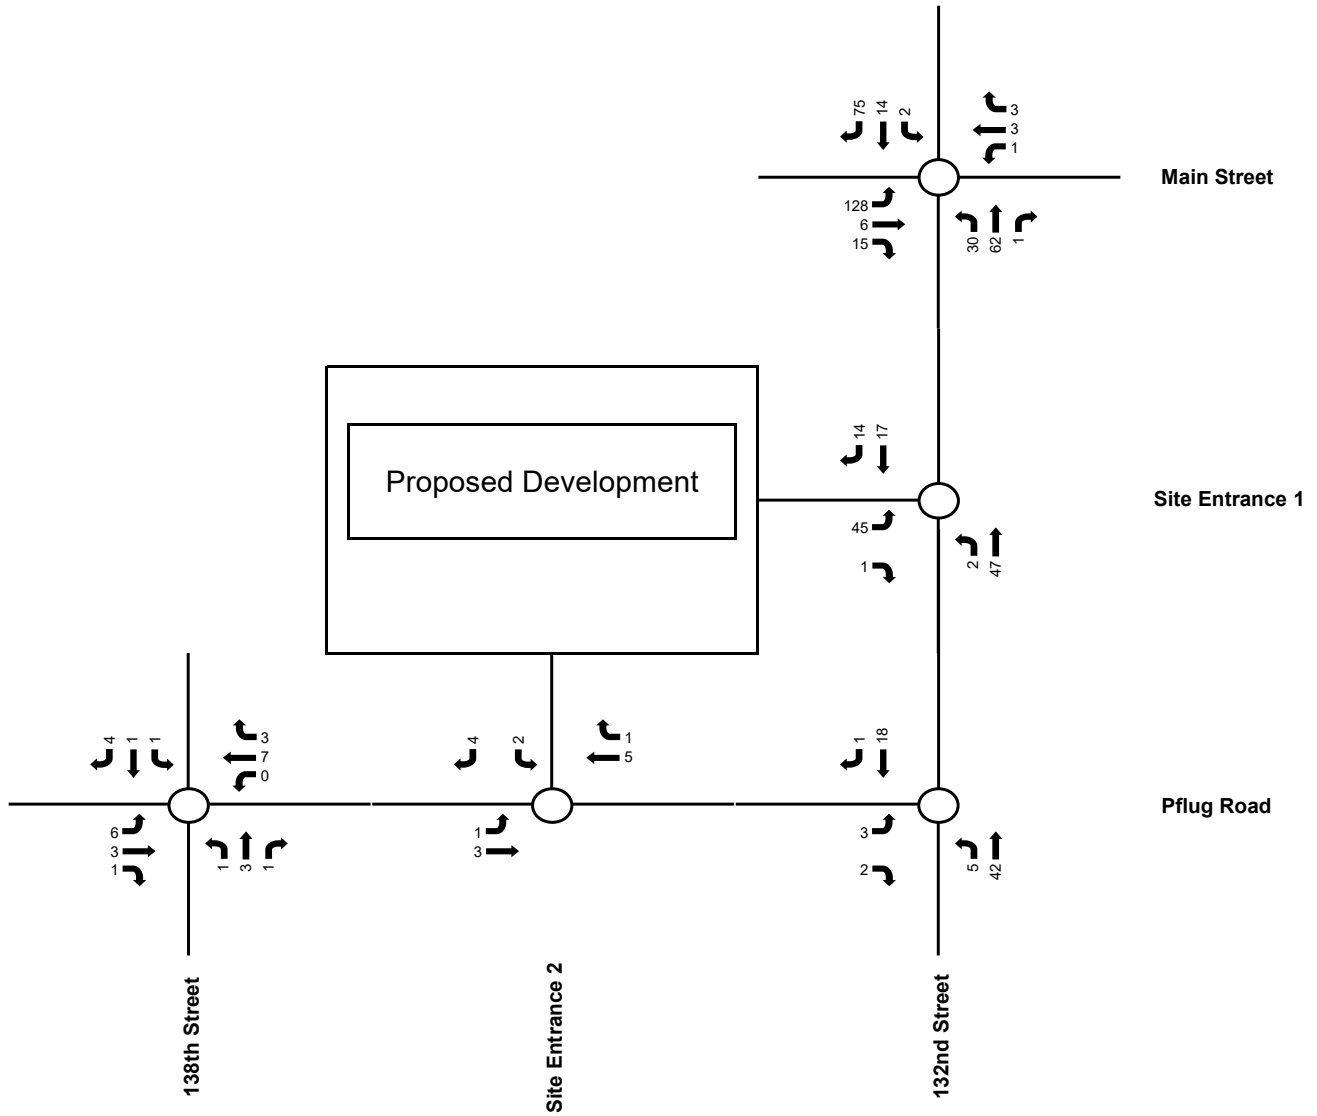 75 14 2
3
3
1
Main Street
128
6
15
30 62 1
14 17
Proposed Development
Site Entrance 1
45
1
2 47
4 1 1
3
7
0
4 2
1
5
1 18
Pflug Road
6
3
1
1 3 1
1
3
3
2
5 42
138th Street
Site Entrance 2
132nd Street